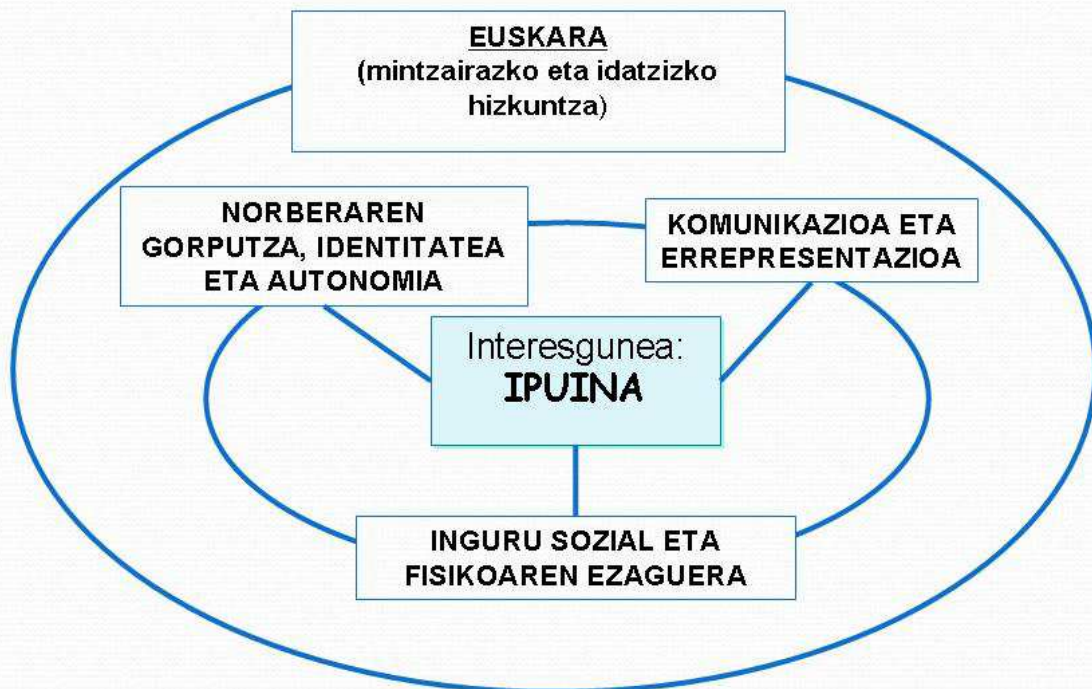 EUSKARA
(mintzairazko eta idatzizko
hizkuntza)
NORBERAREN
GORPUTZA, IDENTITATEA
ETA AUTONOMIA
KOMUNIKAZIOA ETA
ERREPRESENTAZIOA
Interesgunea:
IPUINA
INGURU SOZIAL ETA
FISIKOAREN EZAGUERA